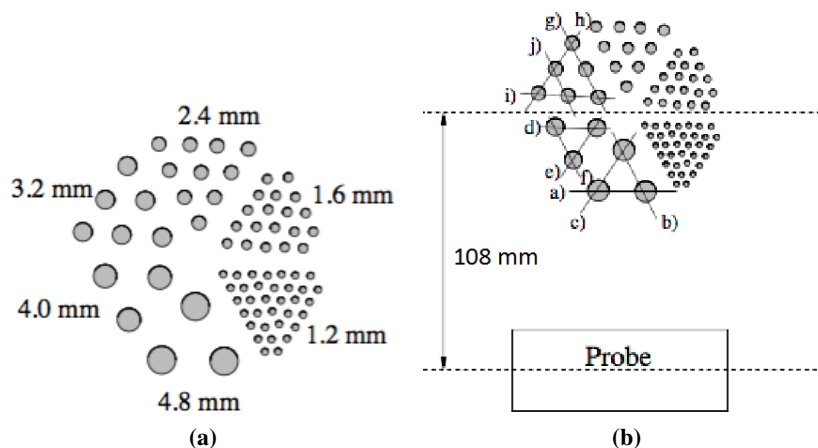 2.4 mm
3.2 mm
1.6 mm
4.0 mm
1.2 mm
4.8 mm
(a)
g) h)
j)
i)
d)
e)
f)
a)
c)
b)
108 mm
Probe
(b)